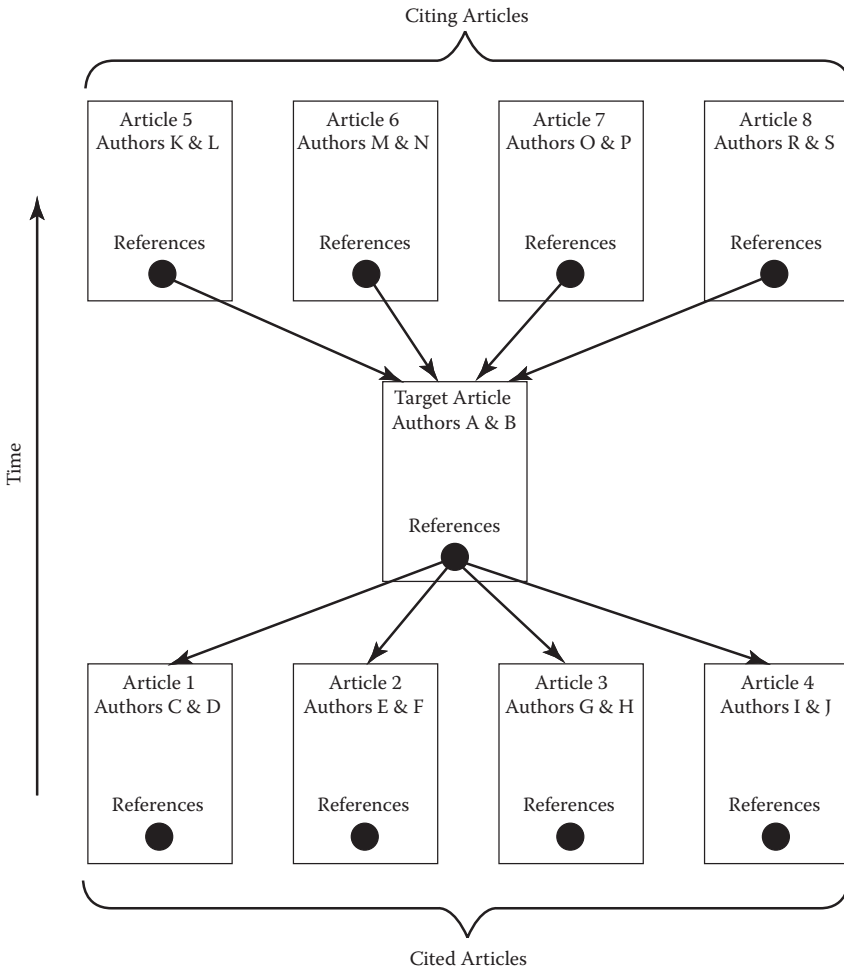 Citing Articles
Article 5
Authors K & L
References
Article 6
Authors M & N
References
Article 7
Authors O & P
References
Article 8
Authors R & S
References
Time
Target Article
Authors A & B
References
Article 1
Authors C & D
References
Article 2
Authors E & F
References
Article 3
Authors G & H
References
Article 4
Authors I & J
References
Cited Articles